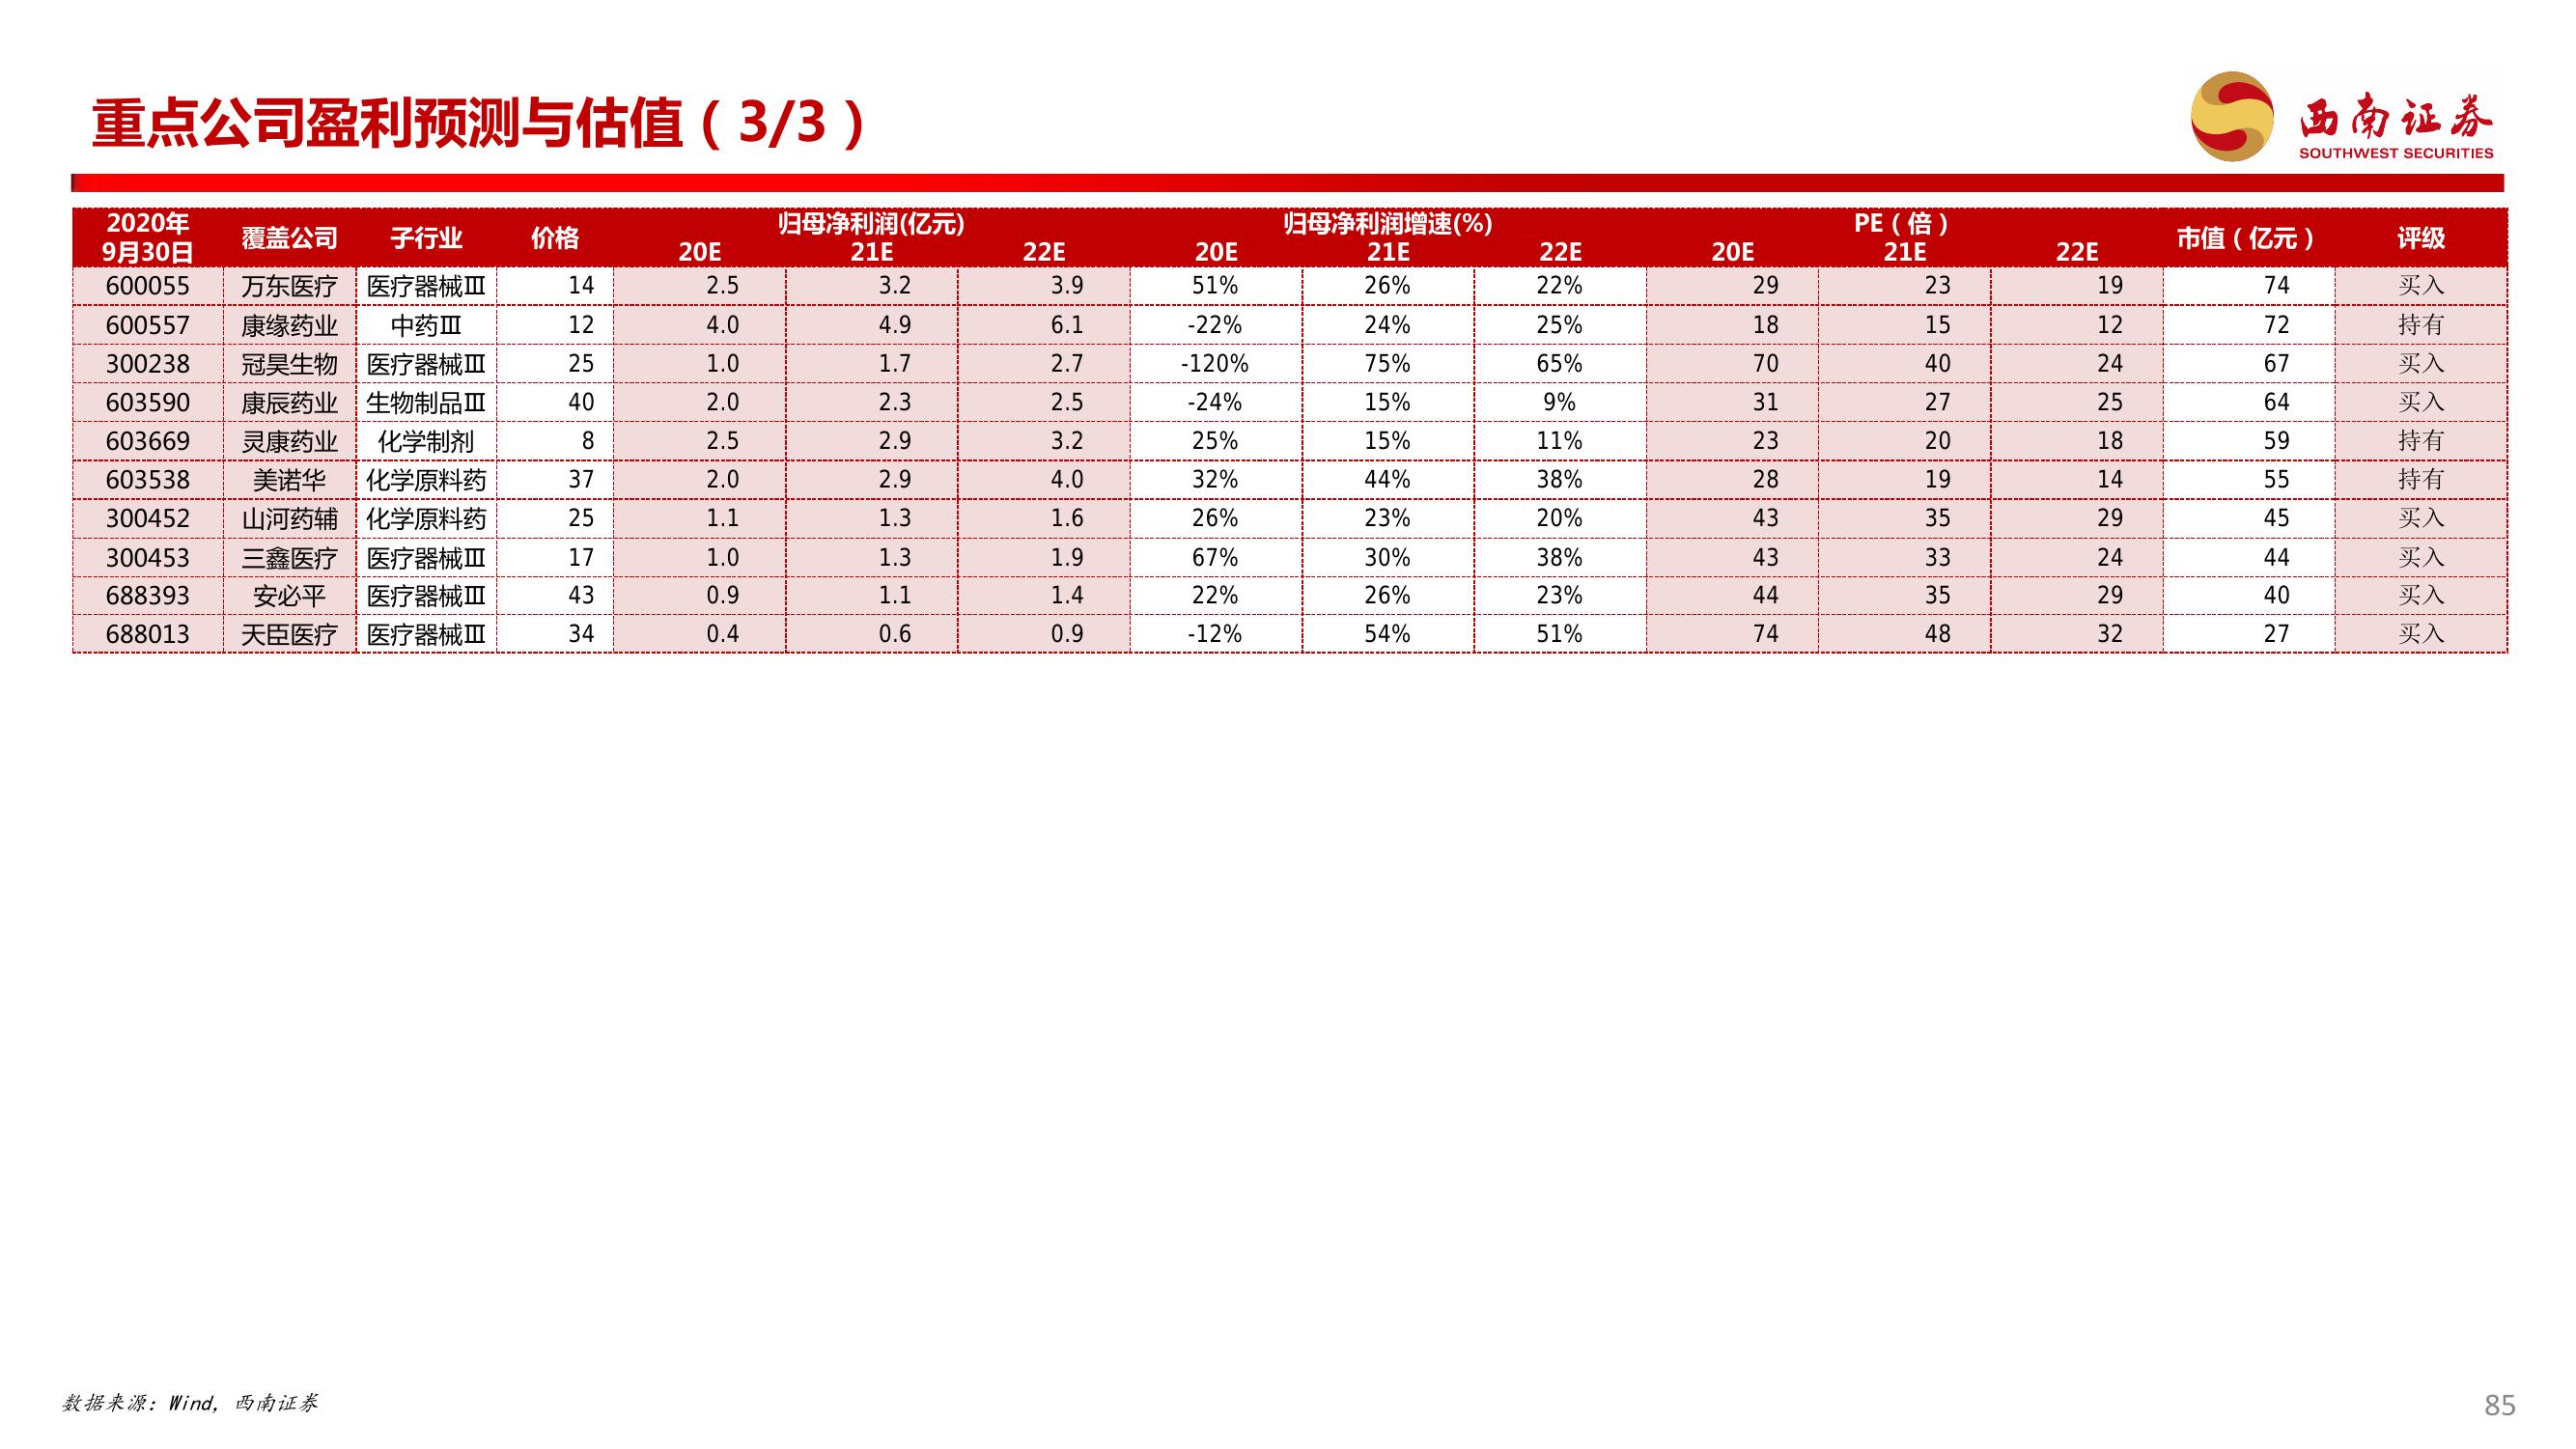 重点公司盈利预测与估值（3/3）
西南证券
SOUTHWEST SECURITIES
2020年 9月30日 覆盖公司 子行业 价格 归母净利润(亿元) 归母净利润增速(%) PE（倍） 市值（亿元） 评级
20E 21E 22E 20E 21E 22E 20E 21E 22E
600055 万东医疗 医疗器械Ⅲ 14 2.5 3.2 3.9 51% 26% 22% 29 23 19 74 买入
600557 康缘药业 中药Ⅲ 12 4.0 4.9 6.1 -22% 24% 25% 18 15 12 72 持有
300238 冠昊生物 医疗器械Ⅲ 25 1.0 1.7 2.7 -120% 75% 65% 70 40 24 67 买入
603590 康辰药业 生物制品Ⅲ 40 2.0 2.3 2.5 -24% 15% 9% 31 27 25 64 买入
603669 灵康药业 化学制剂 8 2.5 2.9 3.2 25% 15% 11% 23 20 18 59 持有
603538 美诺华 化学原料药 37 2.0 2.9 4.0 32% 44% 38% 28 19 14 55 持有
300452 山河药辅 化学原料药 25 1.1 1.3 1.6 26% 23% 20% 43 35 29 45 买入
300453 三鑫医疗 医疗器械Ⅲ 17 1.0 1.3 1.9 67% 30% 38% 43 33 24 44 买入
688393 安必平 医疗器械Ⅲ 43 0.9 1.1 1.4 22% 26% 23% 44 35 29 40 买入
688013 天臣医疗 医疗器械Ⅲ 34 0.4 0.6 0.9 -12% 54% 51% 74 48 32 27 买入
数据来源：Wind，西南证券
85